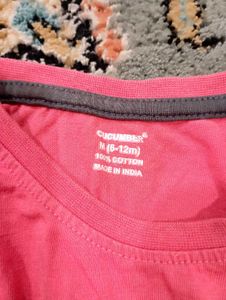 CUCUMBER®
M (6-12m)
100% COTTON
MADE IN INDIA